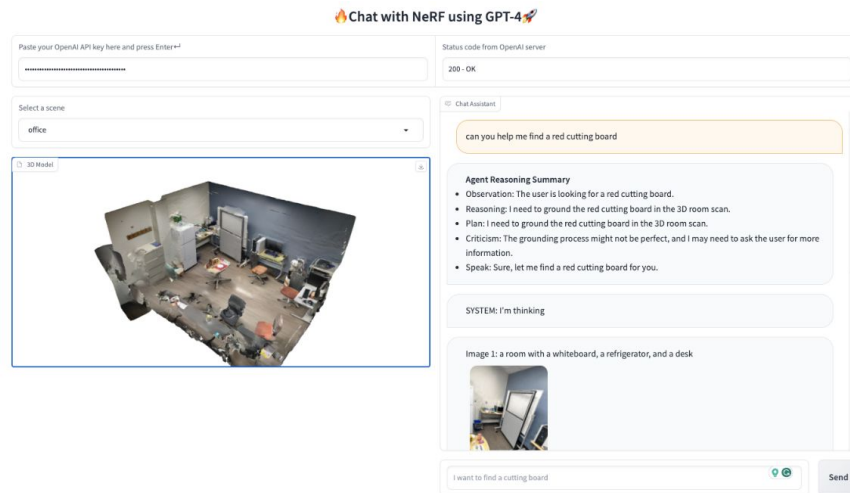 🔥Chat with NeRF using GPT-4🚀
Paste your OpenAI API key here and press Enter↵
Status code from OpenAI server
200 - OK
Select a scene
office
3D Model
Chat Assistant
can you help me find a red cutting board
Agent Reasoning Summary
• Observation: The user is looking for a red cutting board.
• Reasoning: I need to ground the red cutting board in the 3D room scan.
• Plan: I need to ground the red cutting board in the 3D room scan.
• Criticism: The grounding process might not be perfect, and I may need to ask the user for more
information.
• Speak: Sure, let me find a red cutting board for you.
SYSTEM: I'm thinking
Image 1: a room with a whiteboard, a refrigerator, and a desk
I want to find a cutting board
Send